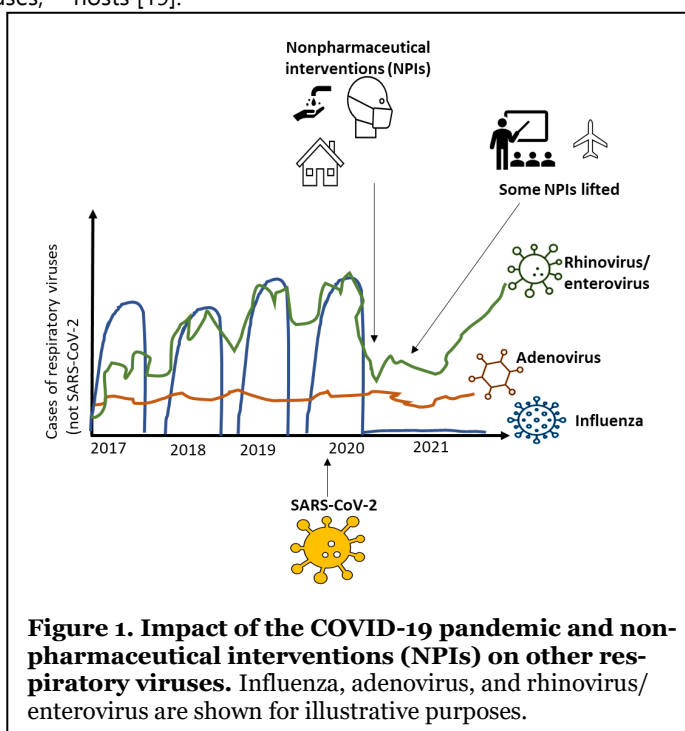 hosts [19].
Nonpharmaceutical
interventions (NPIs)
Some NPIs lifted
Cases of respiratory viruses
(not SARS-CoV-2
Rhinovirus/
enterovirus
Adenovirus
Influenza
2017 2018 2019 2020 2021
SARS-CoV-2
Figure 1. Impact of the COVID-19 pandemic and non-
pharmaceutical interventions (NPIs) on other res-
piratory viruses. Influenza, adenovirus, and rhinovirus/
enterovirus are shown for illustrative purposes.